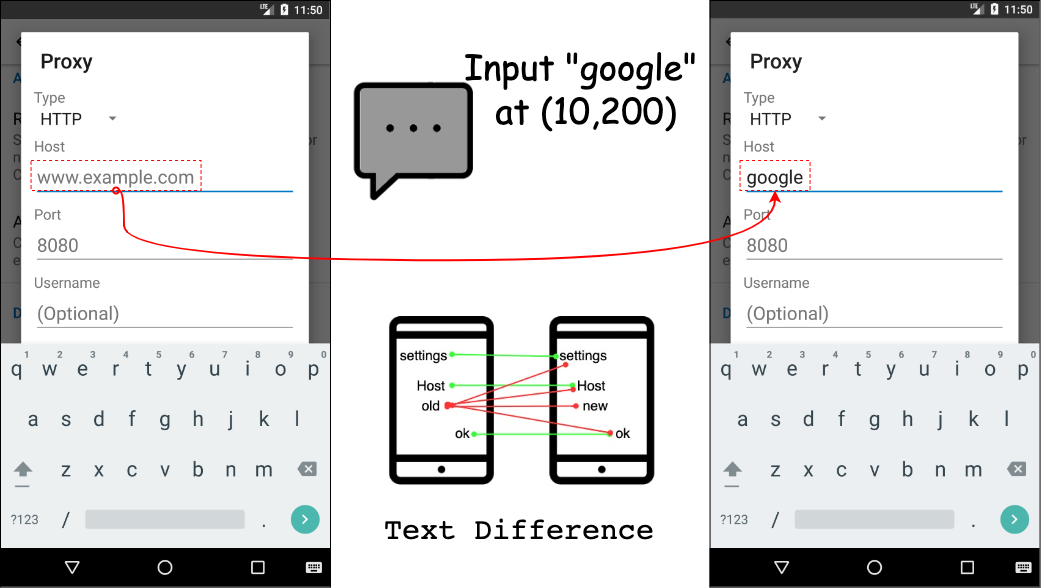 LTE 11:50
Proxy
Type
HTTP
Host
www.example.com
Port
8080
Username
(Optional)
1 2 3 4 5 6 7 8 9 0
q w e r t y u i o p
a s d f g h j k l
z x c v b n m
?123 / .
Input "google"
at (10,200)
settings
Host
old
ok
settings
Host
new
ok
Text Difference
LTE 11:50
Proxy
Type
HTTP
Host
google
Port
8080
Username
(Optional)
1 2 3 4 5 6 7 8 9 0
q w e r t y u i o p
a s d f g h j k l
z x c v b n m
?123 / .